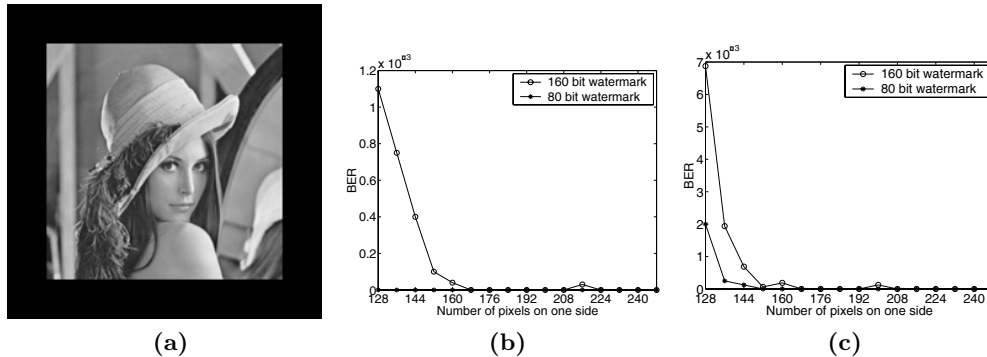 x 10⁻³
1.2
1
0.8
0.6
0.4
0.2
0
BER
160 bit watermark
80 bit watermark
128 144 160 176 192 208 224 240
Number of pixels on one side
x 10⁻³
7
6
5
4
3
2
1
0
BER
160 bit watermark
80 bit watermark
128 144 160 176 192 208 224 240
Number of pixels on one side
(a) (b) (c)